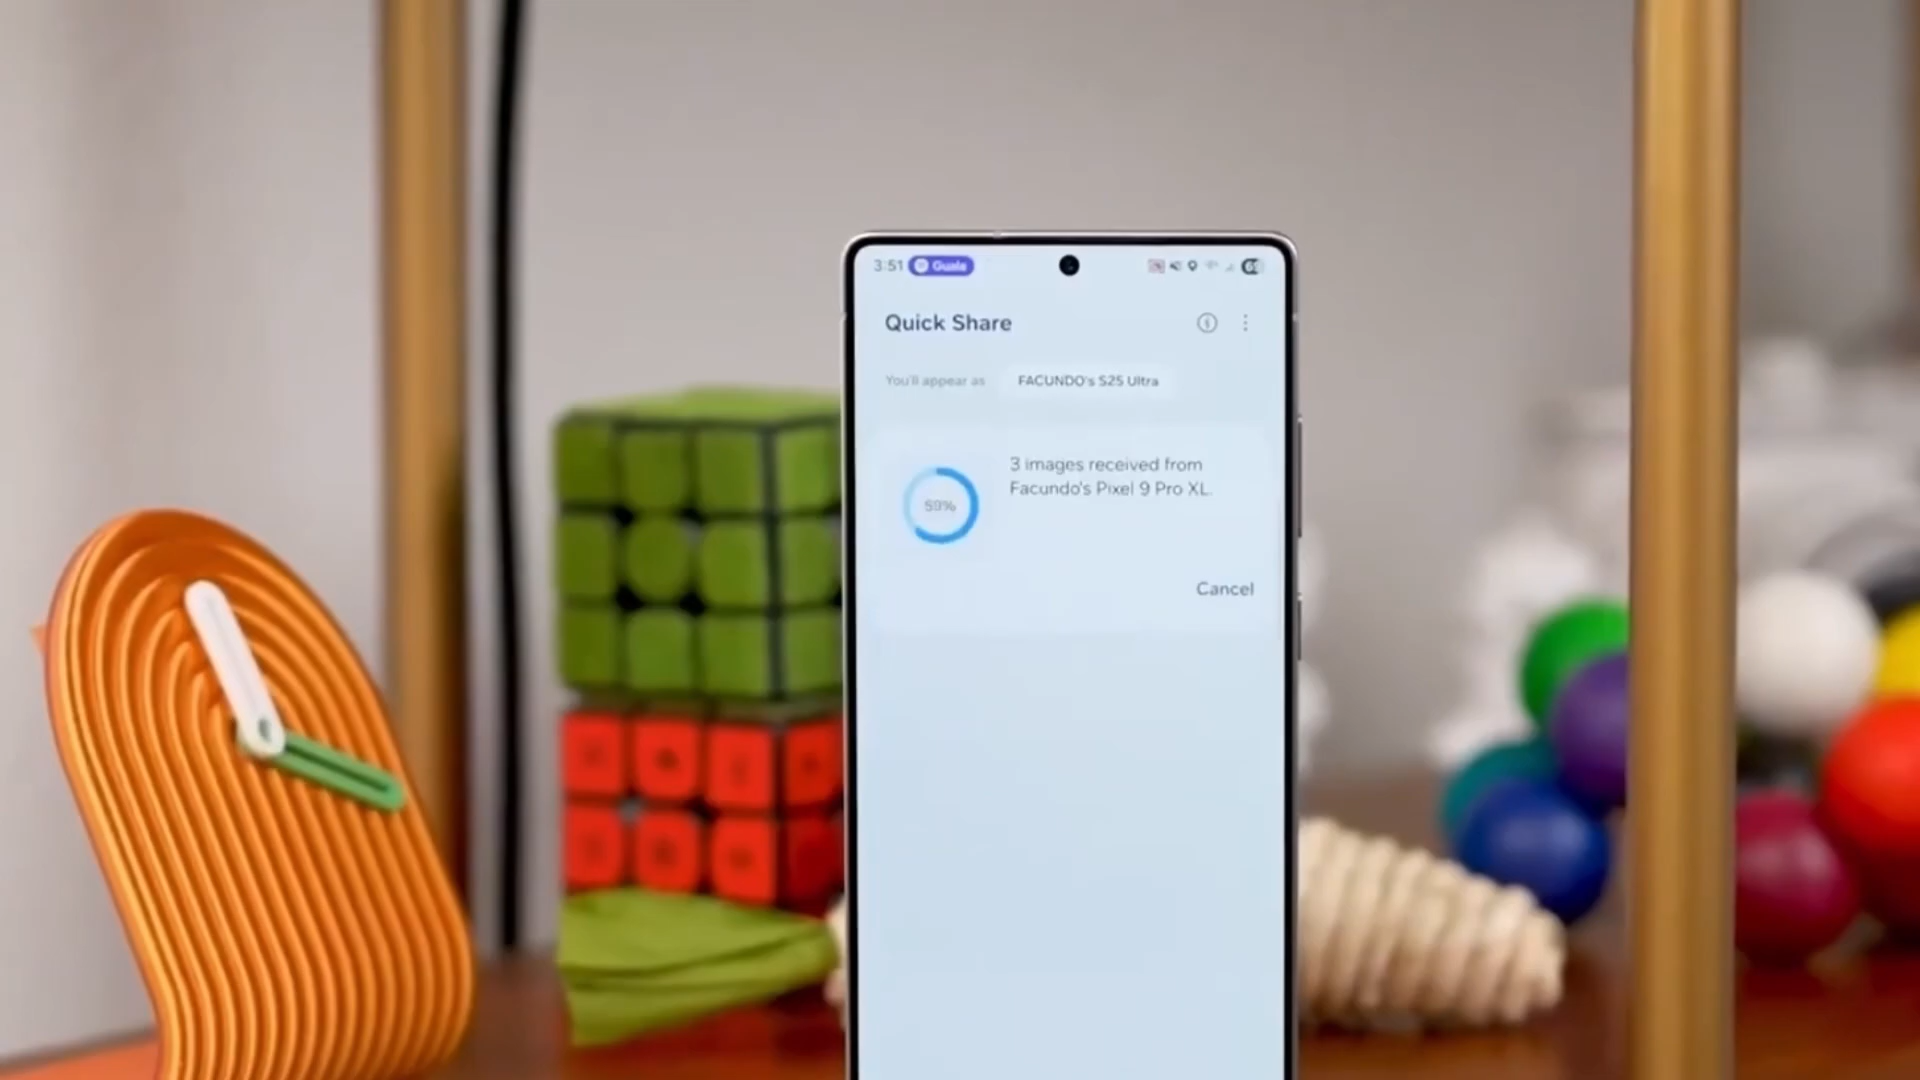 3:51
Quick Share
You'll appear as FACUNDO's S25 Ultra
3 images received from
Facundo's Pixel 9 Pro XL.
59%
Cancel